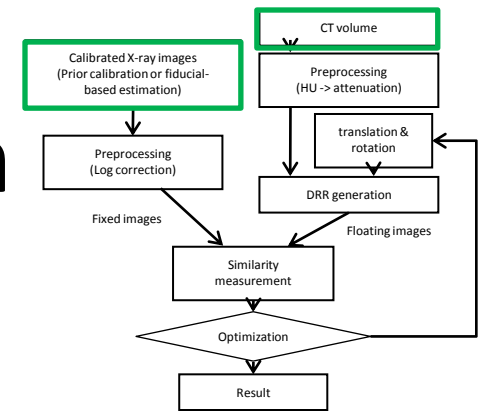 CT volume
Calibrated X-ray images
(Prior calibration or fiducial-
based estimation)
Preprocessing
(HU -> attenuation)
translation &
rotation
Preprocessing
(Log correction)
DRR generation
Fixed images
Floating images
Similarity
measurement
Optimization
Result